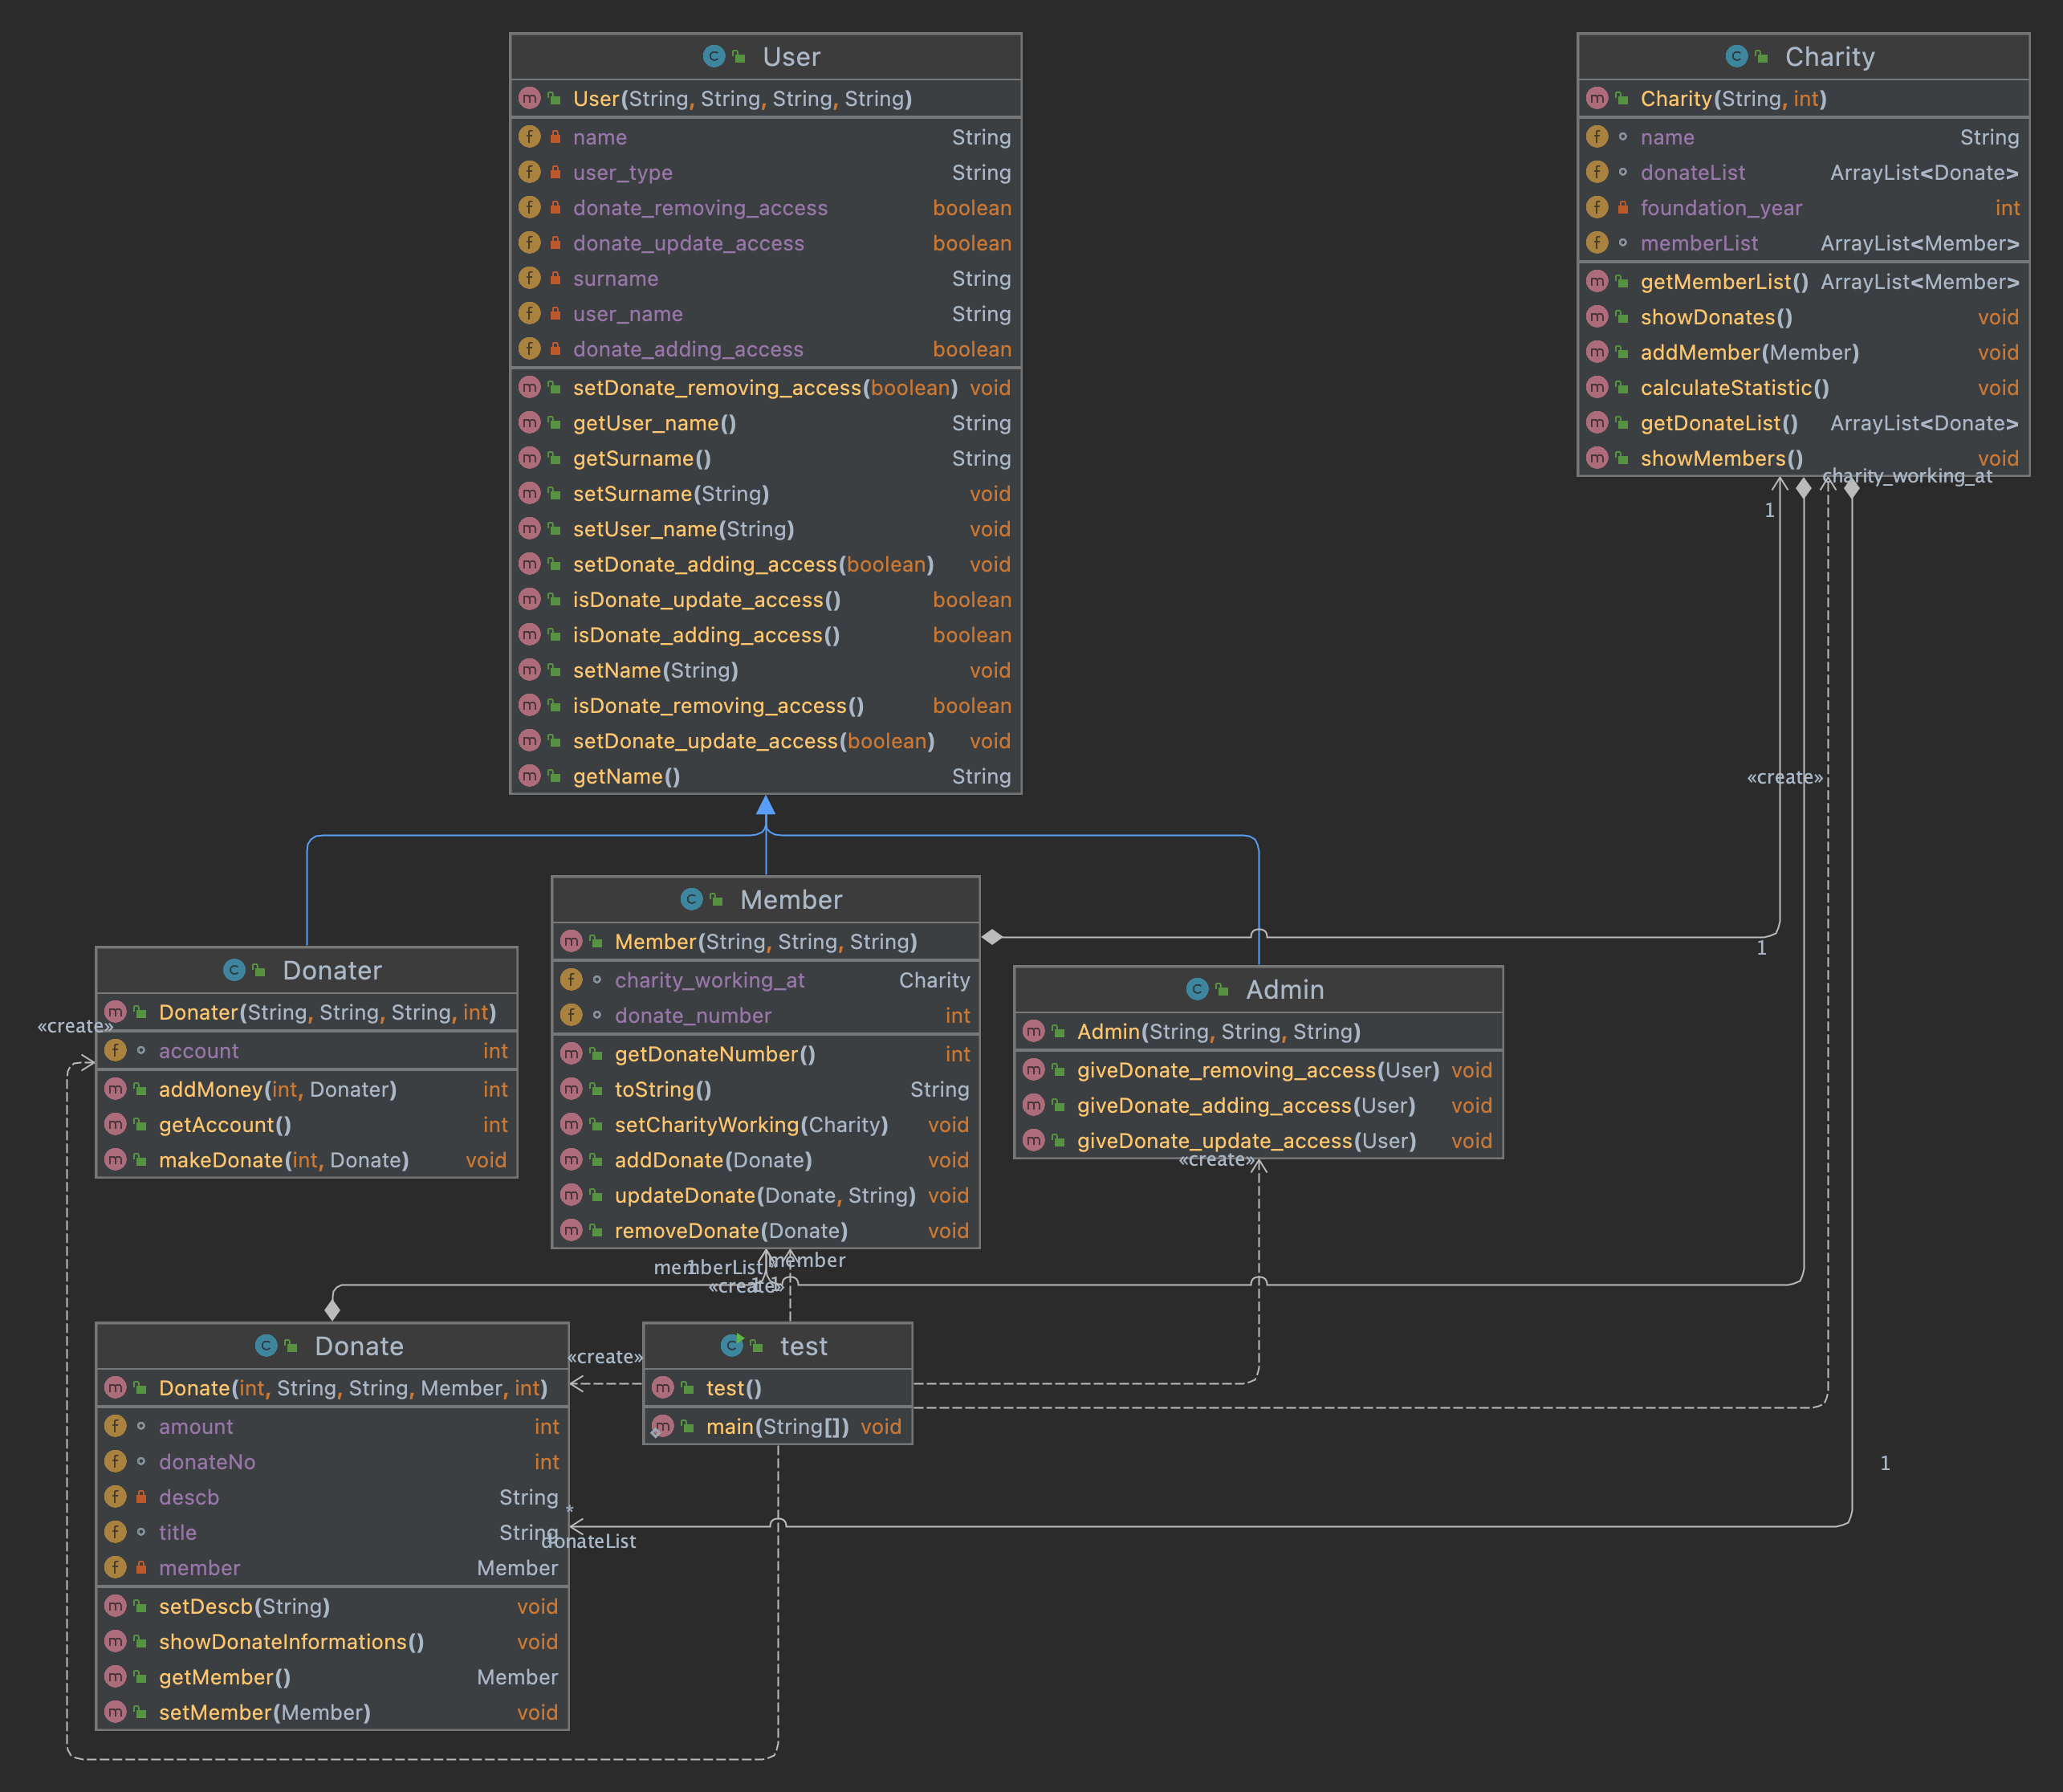 User
User(String, String, String, String)
name String
user_type String
donate_removing_access boolean
donate_update_access boolean
surname String
user_name String
donate_adding_access boolean
setDonate_removing_access(boolean) void
getUser_name() String
getSurname() String
setSurname(String) void
setUser_name(String) void
setDonate_adding_access(boolean) void
isDonate_update_access() boolean
isDonate_adding_access() boolean
setName(String) void
isDonate_removing_access() boolean
setDonate_update_access(boolean) void
getName() String
Charity
Charity(String, int)
name String
donateList ArrayList<Donate>
foundation_year int
memberList ArrayList<Member>
getMemberList() ArrayList<Member>
showDonates() void
addMember(Member) void
calculateStatistic() void
getDonateList() ArrayList<Donate>
showMembers() void
charity_working_at
1
«create»
1
Member
Member(String, String, String)
charity_working_at Charity
donate_number int
getDonateNumber() int
toString() String
setCharityWorking(Charity) void
addDonate(Donate) void
updateDonate(Donate, String) void
removeDonate(Donate) void
Donater
Donater(String, String, String, int)
«create»
account int
addMoney(int, Donater) int
getAccount() int
makeDonate(int, Donate) void
Admin
Admin(String, String, String)
giveDonate_removing_access(User) void
giveDonate_adding_access(User) void
giveDonate_update_access(User) void
«create»
member
memberList
1
*
«create»
1
1
Donate
Donate(int, String, String, Member, int)
amount int
donateNo int
descb String
title String
member Member
setDescb(String) void
showDonateInformations() void
getMember() Member
setMember(Member) void
«create»
test
test()
main(String[]) void
1
*
donateList